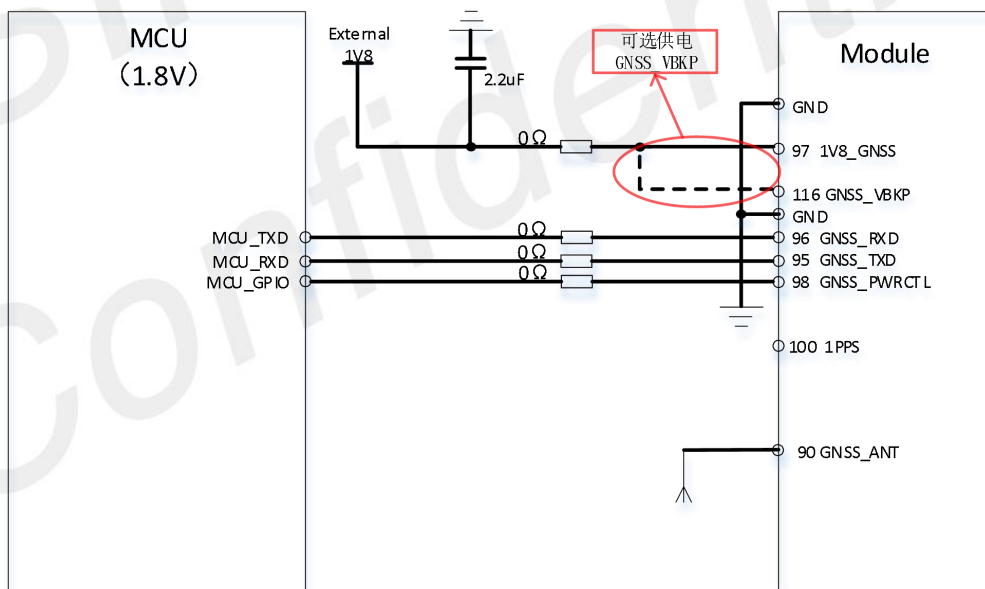 MCU
（1.8V）
External
1V8
2.2uF
可选供电
GNSS_VBKP
Module
GND
0Ω
97 1V8_GNSS
116 GNSS_VBKP
GND
MCU_TXD
0Ω
96 GNSS_RXD
MCU_RXD
0Ω
95 GNSS_TXD
MCU_GPIO
0Ω
98 GNSS_PWRCTL
100 1PPS
90 GNSS_ANT
Confidential